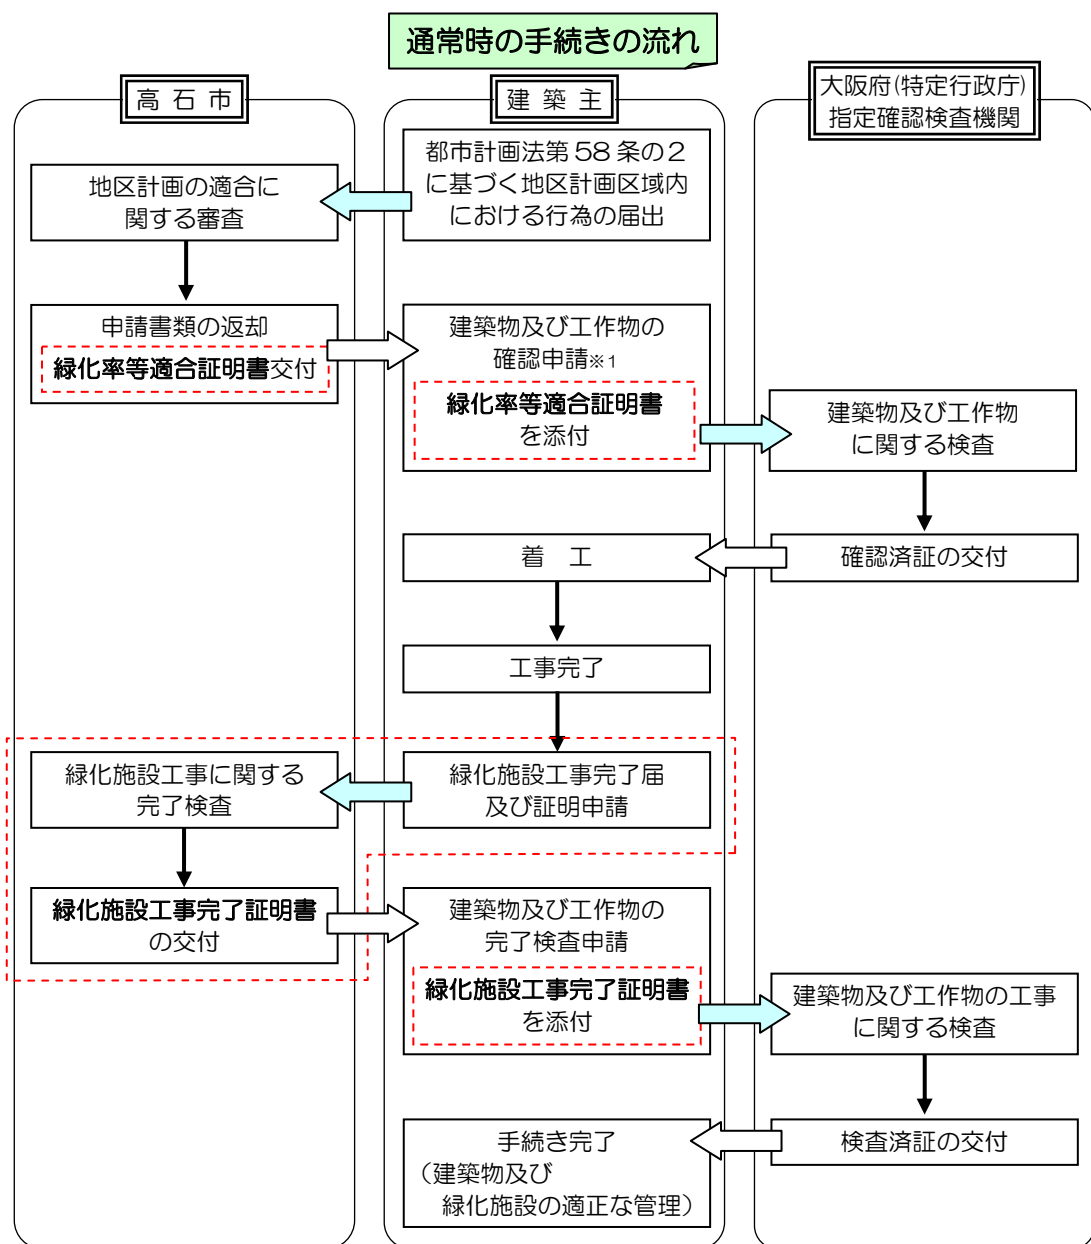 通常時の手続きの流れ
高石市
建築主
大阪府(特定行政庁)
指定確認検査機関
都市計画法第58条の2
に基づく地区計画区域内
における行為の届出
地区計画の適合に
関する審査
申請書類の返却
緑化率等適合証明書交付
建築物及び工作物の
確認申請※1
緑化率等適合証明書
を添付
建築物及び工作物
に関する検査
確認済証の交付
着 工
工事完了
緑化施設工事完了届
及び証明申請
緑化施設工事に関する
完了検査
緑化施設工事完了証明書
の交付
建築物及び工作物の
完了検査申請
緑化施設工事完了証明書
を添付
建築物及び工作物の工事
に関する検査
検査済証の交付
手続き完了
(建築物及び
緑化施設の適正な管理)